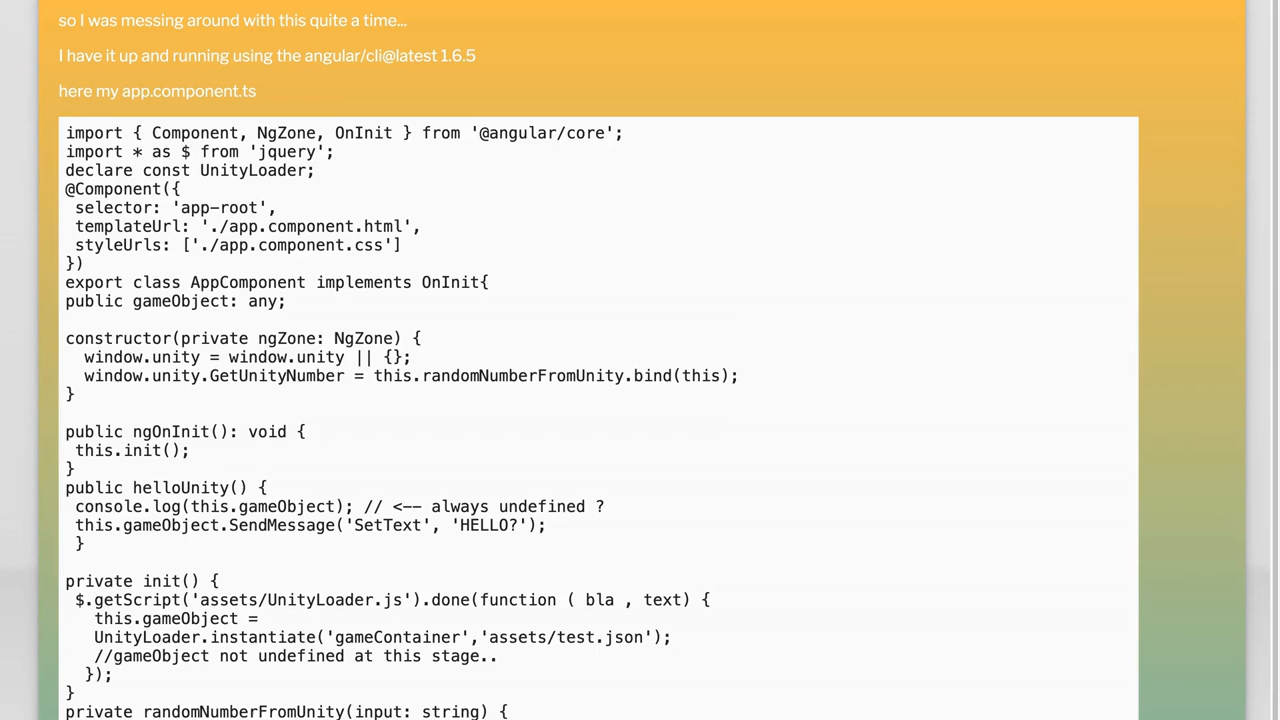 so I was messing around with this quite a time...
I have it up and running using the angular/cli@latest 1.6.5
here my app.component.ts
import { Component, NgZone, OnInit } from '@angular/core';
import * as $ from 'jquery';
declare const UnityLoader;
@Component({
 selector: 'app-root',
 templateUrl: './app.component.html',
 styleUrls: ['./app.component.css']
})
export class AppComponent implements OnInit{
public gameObject: any;

constructor(private ngZone: NgZone) {
  window.unity = window.unity || {};
  window.unity.GetUnityNumber = this.randomNumberFromUnity.bind(this);
}

public ngOnInit(): void {
 this.init();
}
public helloUnity() {
 console.log(this.gameObject); // <-- always undefined ?
 this.gameObject.SendMessage('SetText', 'HELLO?');
 }

private init() {
 $.getScript('assets/UnityLoader.js').done(function ( bla , text) {
   this.gameObject =
   UnityLoader.instantiate('gameContainer','assets/test.json');
   //gameObject not undefined at this stage..
  });
}
private randomNumberFromUnity(input: string) {